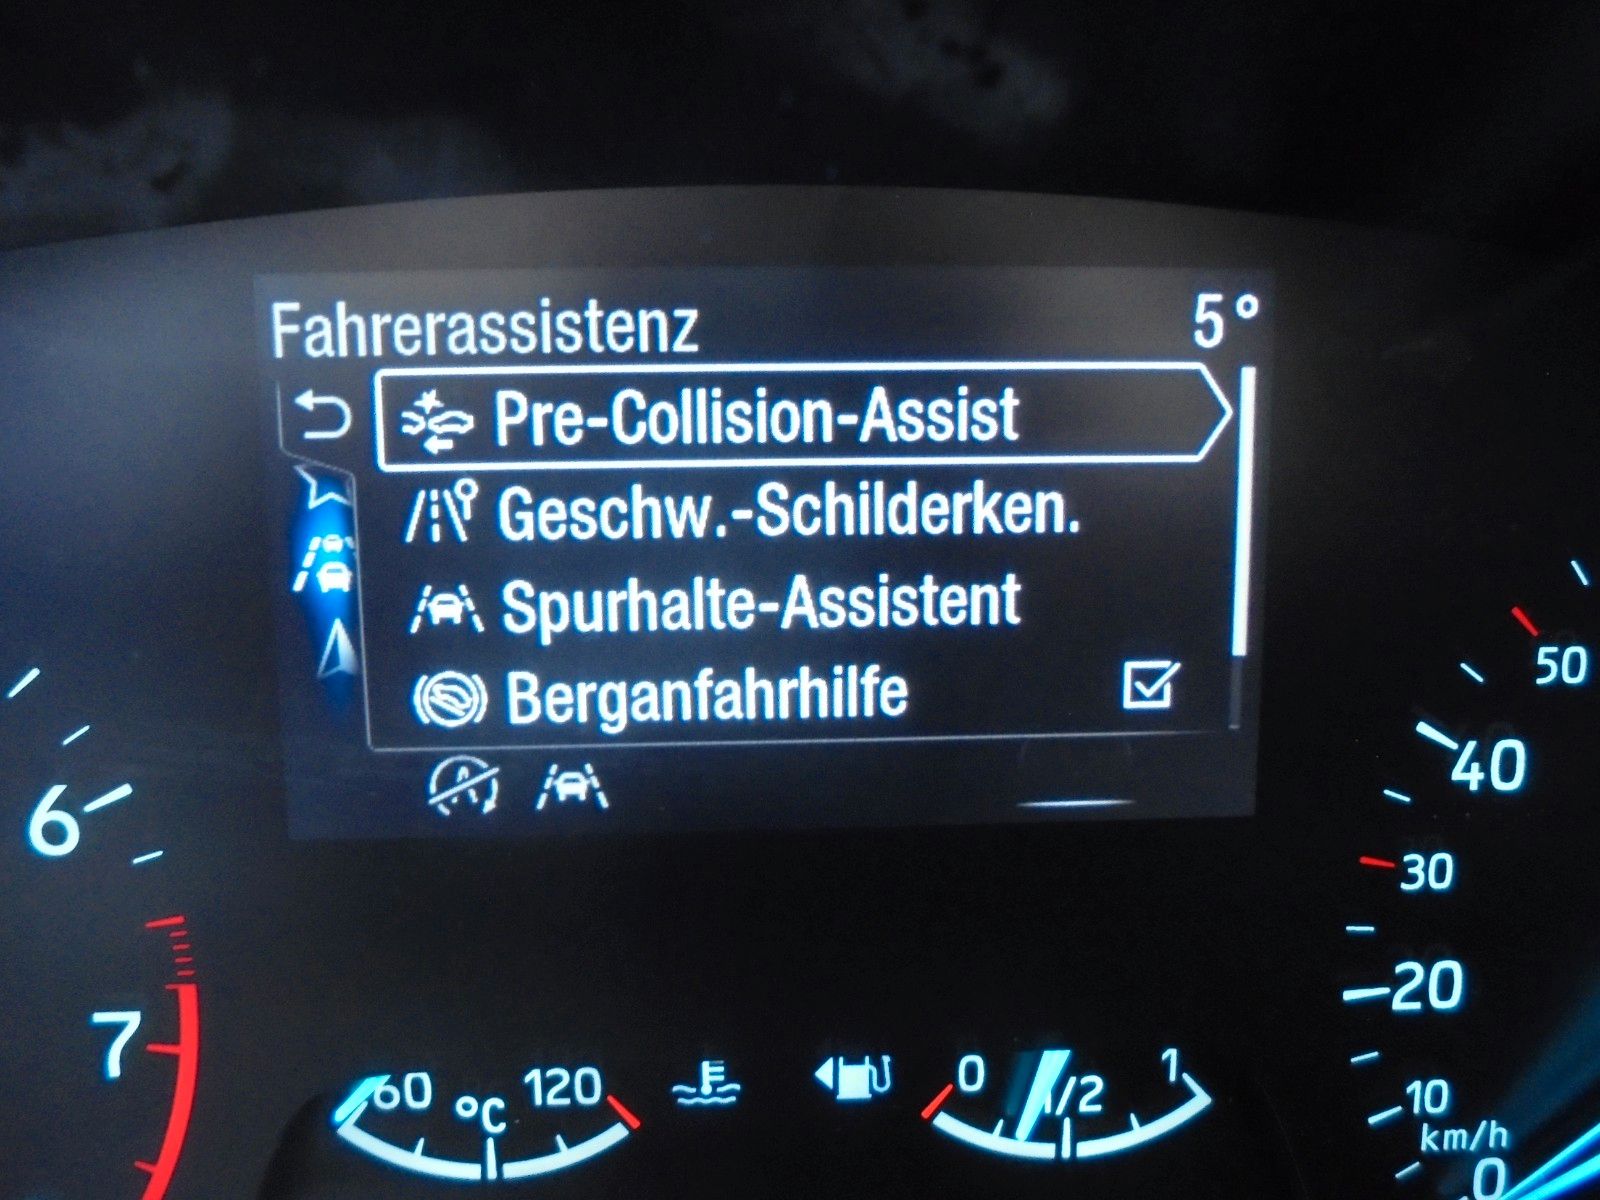 Fahrerassistenz 5°
Pre-Collision-Assist
Geschw.-Schilderken.
Spurhalte-Assistent
Berganfahrhilfe
6
7
60 °C 120
0 1/2 1
50
40
30
20
10
km/h
0